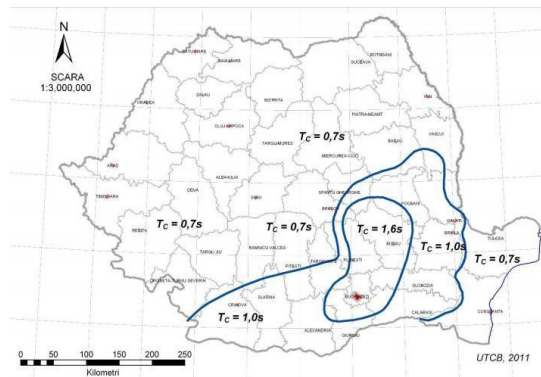 N
SCARA
1:3,000,000
SATU MARE
BAIA MARE
BOTOSANI
SUCEAVA
ZALAU
ORADEA
BISTRITA
IASI
PIATRA NEAMT
CLUJ-NAPOCA
T_C = 0,7s
TARGU MURES
BACAU
VASLUI
MIERCUREA CIUC
ARAD
ALBA IULIA
DEVA
TIMISOARA
SIBIU
SFANTU GHEORGHE
BRASOV
FOCSANI
GALATI
T_C = 0,7s
T_C = 0,7s
T_C = 1,6s
RESITA
BRAILA
TULCEA
BUZAU
T_C = 1,0s
TARGU JIU
RAMNICU VALCEA
PITESTI
TARGOVISTE
PLOIESTI
T_C = 0,7s
DROBETA-TURNU SEVERIN
SLOBOZIA
BUCURESTI
CRAIOVA
SLATINA
CALARASI
CONSTANTA
T_C = 1,0s
ALEXANDRIA
GIURGIU
0 25 50 100 150 200 250
Kilometri
UTCB, 2011